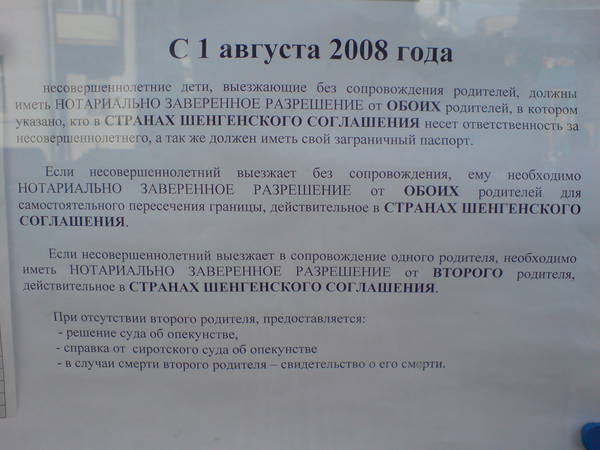 С 1 августа 2008 года
несовершеннолетние дети, выезжающие без сопровождения родителей, должны
иметь НОТАРИАЛЬНО ЗАВЕРЕННОЕ РАЗРЕШЕНИЕ от ОБОИХ родителей, в котором
указано, кто в СТРАНАХ ШЕНГЕНСКОГО СОГЛАШЕНИЯ несет ответственность за
несовершеннолетнего, а так же должен иметь свой заграничный паспорт.
Если несовершеннолетний выезжает без сопровождения, ему необходимо
НОТАРИАЛЬНО ЗАВЕРЕННОЕ РАЗРЕШЕНИЕ от ОБОИХ родителей для
самостоятельного пересечения границы, действительное в СТРАНАХ ШЕНГЕНСКОГО
СОГЛАШЕНИЯ.
Если несовершеннолетний выезжает в сопровождение одного родителя, необходимо
иметь НОТАРИАЛЬНО ЗАВЕРЕННОЕ РАЗРЕШЕНИЕ от ВТОРОГО родителя,
действительное в СТРАНАХ ШЕНГЕНСКОГО СОГЛАШЕНИЯ.
При отсутствии второго родителя, предоставляется:
- решение суда об опекунстве,
- справка от сиротского суда об опекунстве
- в случаи смерти второго родителя – свидетельство о его смерти.